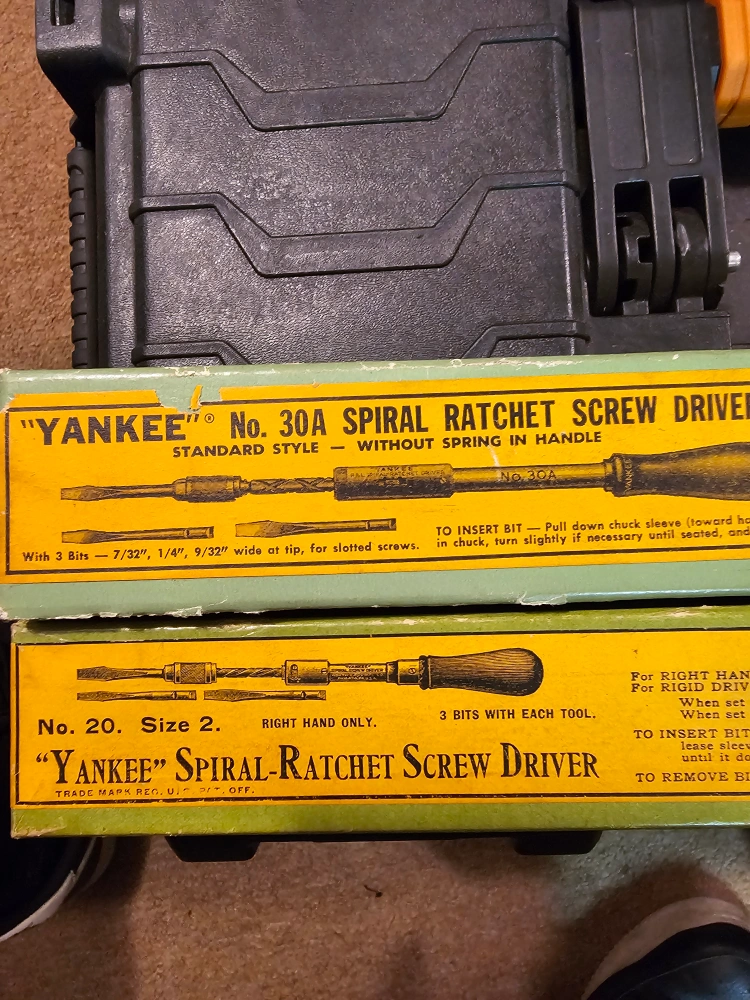 "YANKEE"® No. 30A SPIRAL RATCHET SCREW DRIVER
STANDARD STYLE — WITHOUT SPRING IN HANDLE
YANKEE
No. 30A
YANKEE
TO INSERT BIT — Pull down chuck sleeve (toward ha
in chuck, turn slightly if necessary until seated, and
With 3 Bits — 7/32", 1/4", 9/32" wide at tip, for slotted screws.
No. 20. Size 2.
RIGHT HAND ONLY.
3 BITS WITH EACH TOOL.
"YANKEE" SPIRAL-RATCHET SCREW DRIVER
TRADE MARK REG. U.S. PAT. OFF.
For RIGHT HAN
For RIGID DRIV
When set
When set
TO INSERT BIT
lease sleev
until it do
TO REMOVE BI